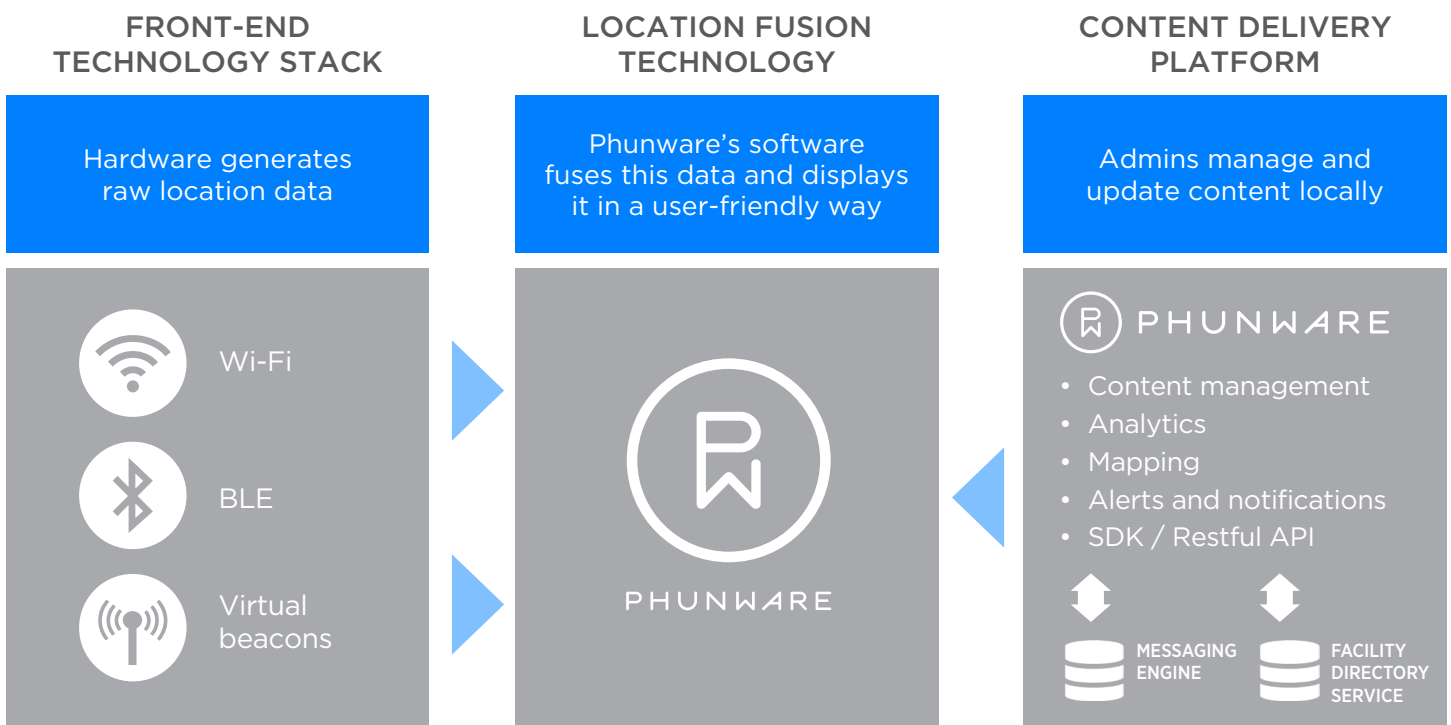 FRONT-END
TECHNOLOGY STACK
Hardware generates
raw location data
Wi-Fi
BLE
Virtual
beacons
LOCATION FUSION
TECHNOLOGY
Phunware's software
fuses this data and displays
it in a user-friendly way
PHUNWARE
CONTENT DELIVERY
PLATFORM
Admins manage and
update content locally
PHUNWARE
• Content management
• Analytics
• Mapping
• Alerts and notifications
• SDK / Restful API
MESSAGING
ENGINE
FACILITY
DIRECTORY
SERVICE